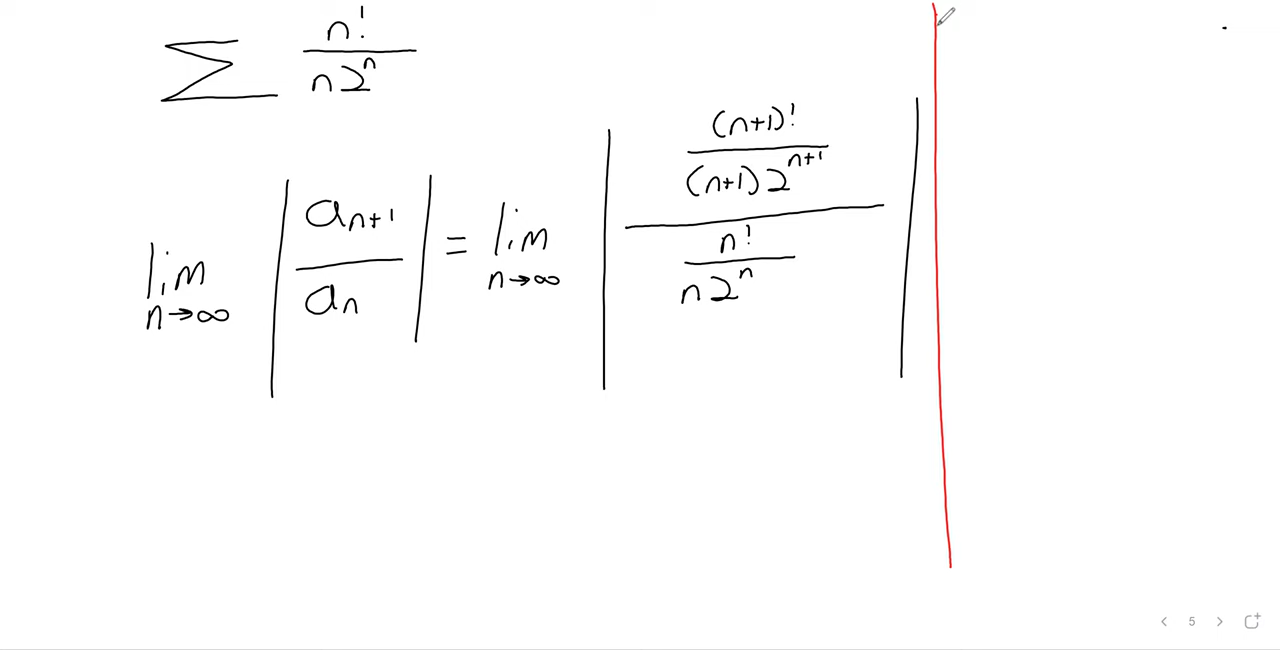 ∑ n!/(n2^n)
lim_{n→∞} |a_{n+1}/a_n| = lim_{n→∞} |((n+1)!/((n+1)2^{n+1}))/(n!/(n2^n))|
5